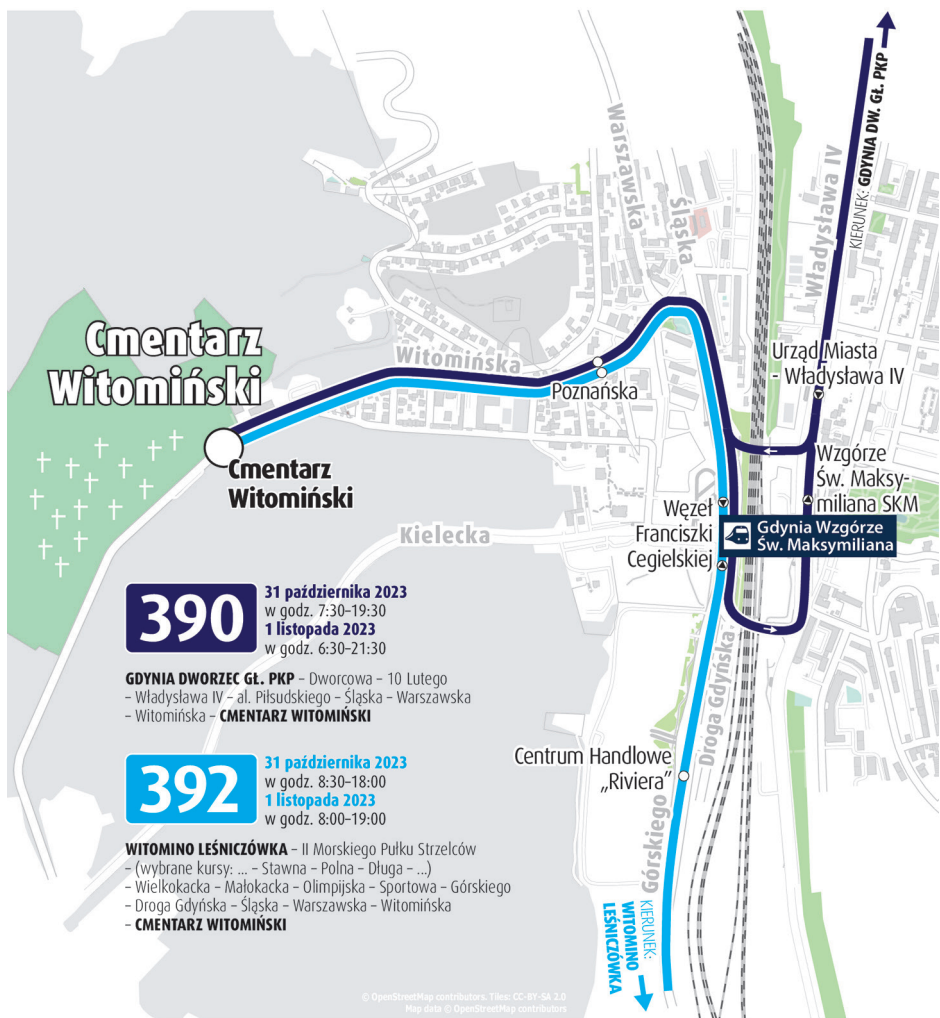 KIERUNEK: GDYNIA DW. GŁ. PKP
Warszawska
Śląska
Władysława IV
Cmentarz
Witomiński
Witomińska
Poznańska
Urząd Miasta
- Władysława IV
Cmentarz
Witomiński
Wzgórze
Św. Maksy-
miliana SKM
Węzeł
Franciszki
Cegielskiej
Gdynia Wzgórze
Św. Maksymiliana
Kielecka
390
31 października 2023
w godz. 7:30–19:30
1 listopada 2023
w godz. 6:30–21:30
GDYNIA DWORZEC GŁ. PKP – Dworcowa – 10 Lutego
– Władysława IV – al. Piłsudskiego – Śląska – Warszawska
– Witomińska – CMENTARZ WITOMIŃSKI
Droga Gdyńska
Centrum Handlowe
„Riviera”
392
31 października 2023
w godz. 8:30-18:00
1 listopada 2023
w godz. 8:00–19:00
WITOMINO LEŚNICZÓWKA – II Morskiego Pułku Strzelców
– (wybrane kursy: ... – Stawna – Polna – Długa – ...)
– Wielkokacka – Małokacka – Olimpijska – Sportowa – Górskiego
– Droga Gdyńska – Śląska – Warszawska – Witomińska
– CMENTARZ WITOMIŃSKI
Górskiego
KIERUNEK:
WITOMINO
LEŚNICZÓWKA
© OpenStreetMap contributors. Tiles: CC-BY-SA 2.0
Map data © OpenStreetMap contributors